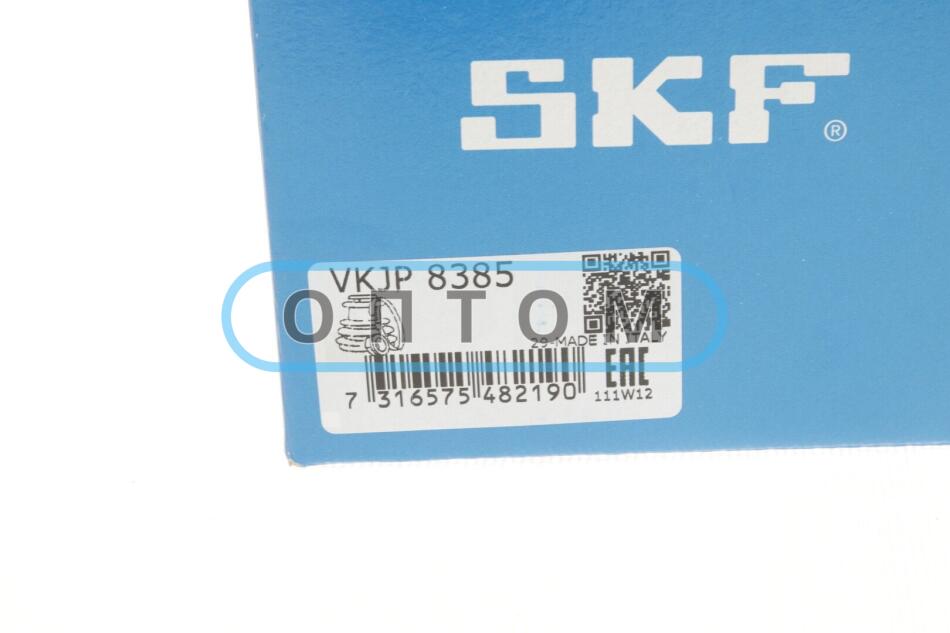 SKF®
VKJP 8385
ОПТОМ
29-MADE IN ITALY
EAC
7 316575 482190
111W12